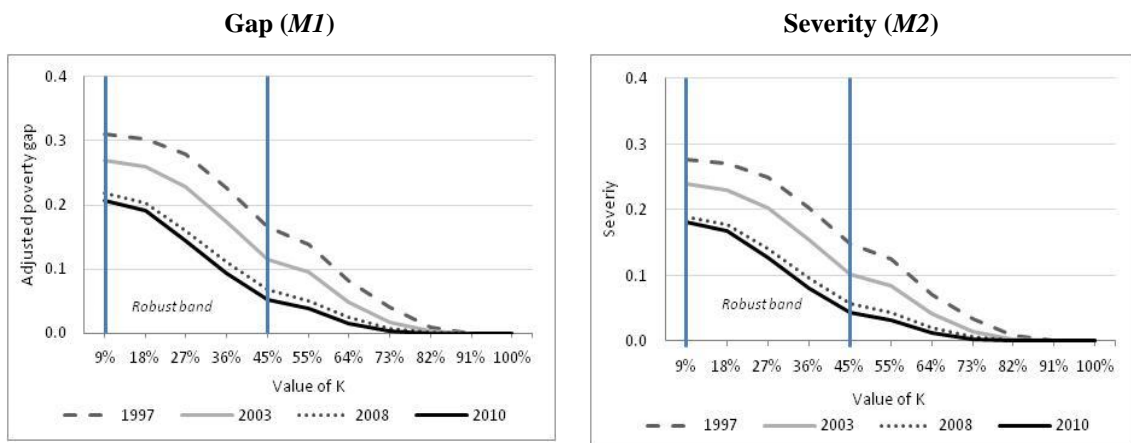 Gap (M1)
0.4
0.3
0.2
0.1
0.0
Adjusted poverty gap
Robust band
9% 18% 27% 36% 45% 55% 64% 73% 82% 91% 100%
Value of K
1997 2003 2008 2010
Severity (M2)
0.4
0.3
0.2
0.1
0.0
Severiy
Robust band
9% 18% 27% 36% 45% 55% 64% 73% 82% 91% 100%
Value of K
1997 2003 2008 2010